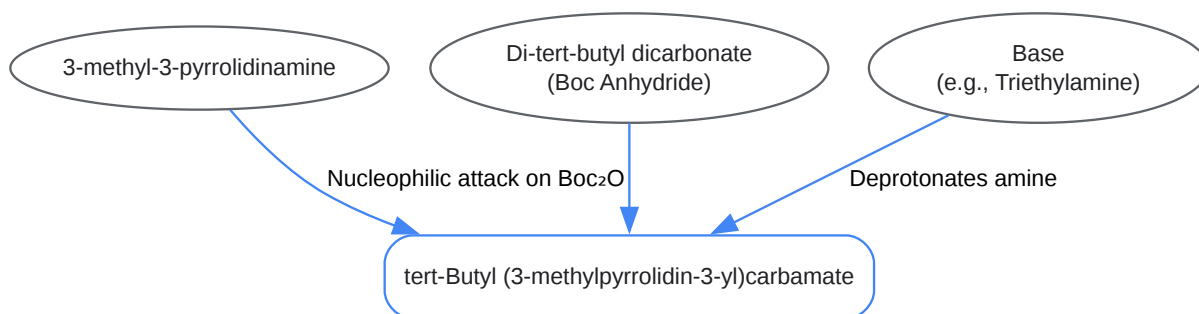 3-methyl-3-pyrrolidinamine
Di-tert-butyl dicarbonate
(Boc Anhydride)
Base
(e.g., Triethylamine)
Nucleophilic attack on Boc₂O
Deprotonates amine
tert-Butyl (3-methylpyrrolidin-3-yl)carbamate